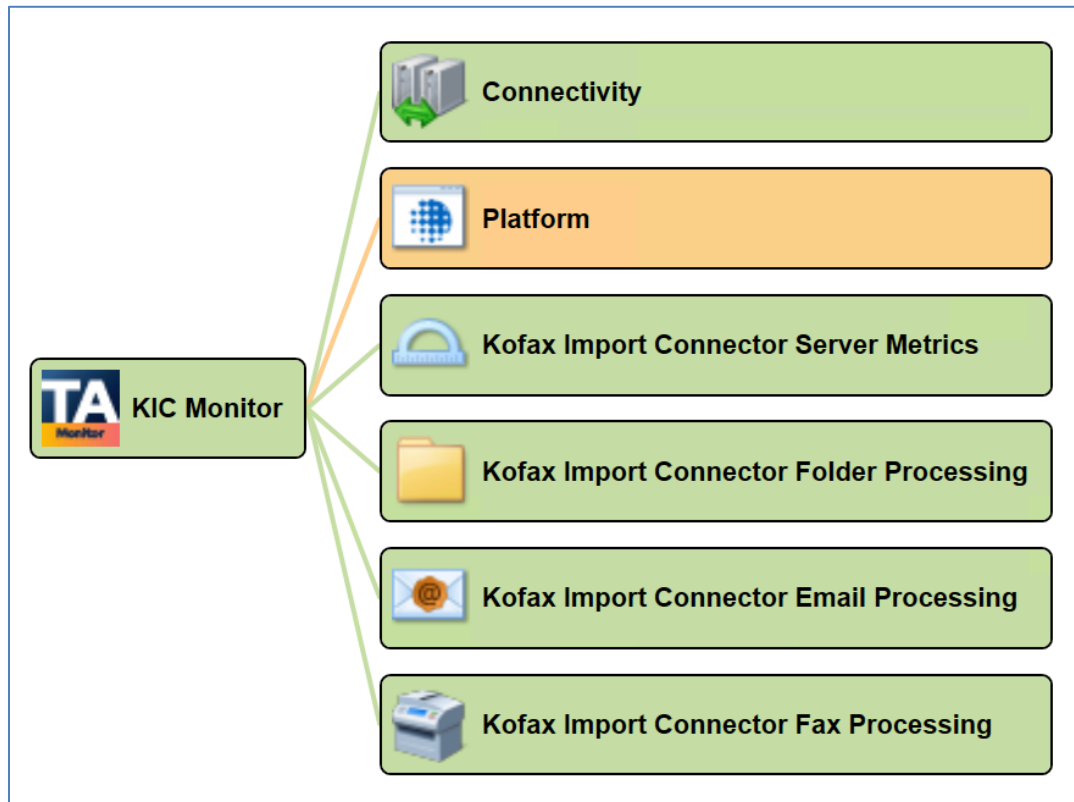 Connectivity
Platform
Kofax Import Connector Server Metrics
TA
Monitor
KIC Monitor
Kofax Import Connector Folder Processing
@
Kofax Import Connector Email Processing
Kofax Import Connector Fax Processing